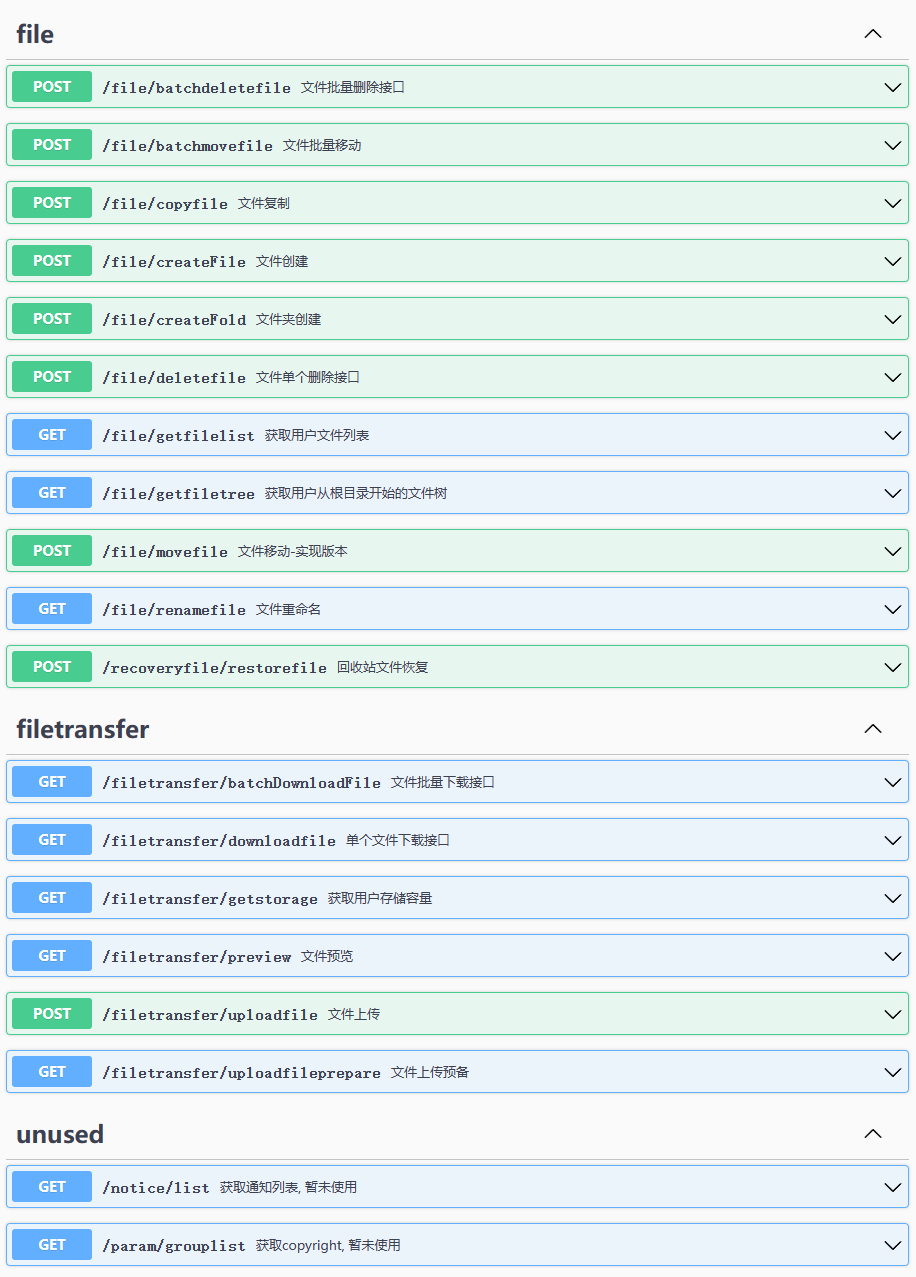 file
POST /file/batchdeletefile 文件批量删除接口
POST /file/batchmovefile 文件批量移动
POST /file/copyfile 文件复制
POST /file/createFile 文件创建
POST /file/createFold 文件夹创建
POST /file/deletefile 文件单个删除接口
GET /file/getfilelist 获取用户文件列表
GET /file/getfiletree 获取用户从根目录开始的文件树
POST /file/movefile 文件移动-实现版本
GET /file/renamefile 文件重命名
POST /recoveryfile/restorefile 回收站文件恢复
filetransfer
GET /filetransfer/batchDownloadFile 文件批量下载接口
GET /filetransfer/downloadfile 单个文件下载接口
GET /filetransfer/getstorage 获取用户存储容量
GET /filetransfer/preview 文件预览
POST /filetransfer/uploadfile 文件上传
GET /filetransfer/uploadfileprepare 文件上传预备
unused
GET /notice/list 获取通知列表, 暂未使用
GET /param/grouplist 获取copyright, 暂未使用